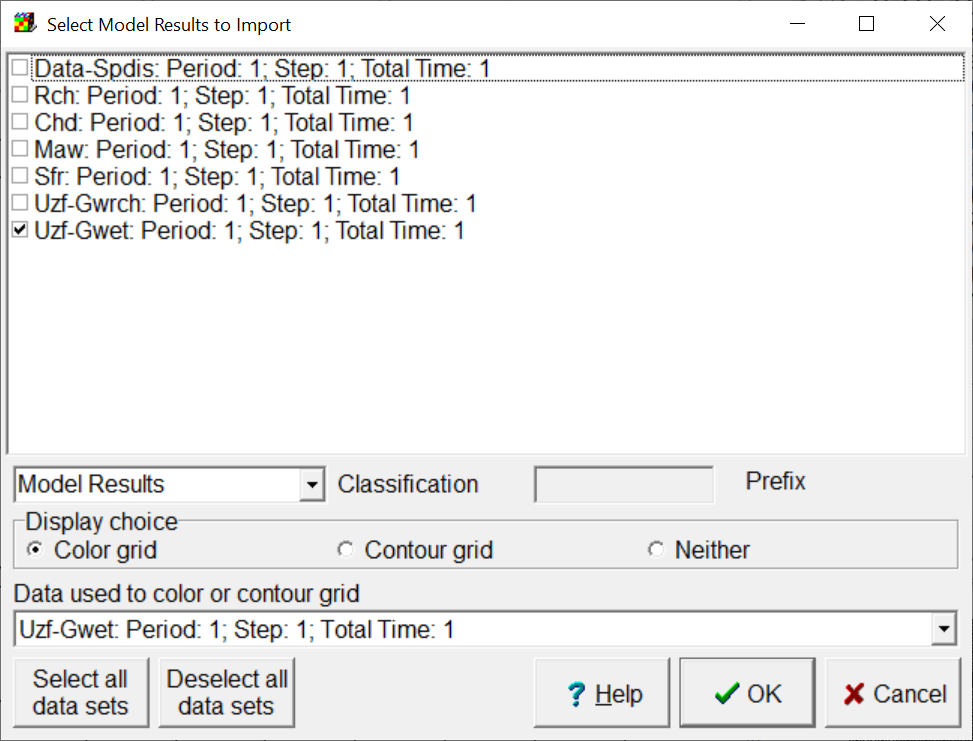 Select Model Results to Import
Data-Spdis: Period: 1; Step: 1; Total Time: 1
Rch: Period: 1; Step: 1; Total Time: 1
Chd: Period: 1; Step: 1; Total Time: 1
Maw: Period: 1; Step: 1; Total Time: 1
Sfr: Period: 1; Step: 1; Total Time: 1
Uzf-Gwrch: Period: 1; Step: 1; Total Time: 1
Uzf-Gwet: Period: 1; Step: 1; Total Time: 1
Model Results Classification Prefix
Display choice
Color grid Contour grid Neither
Data used to color or contour grid
Uzf-Gwet: Period: 1; Step: 1; Total Time: 1
Select all
data sets
Deselect all
data sets
Help
OK
Cancel